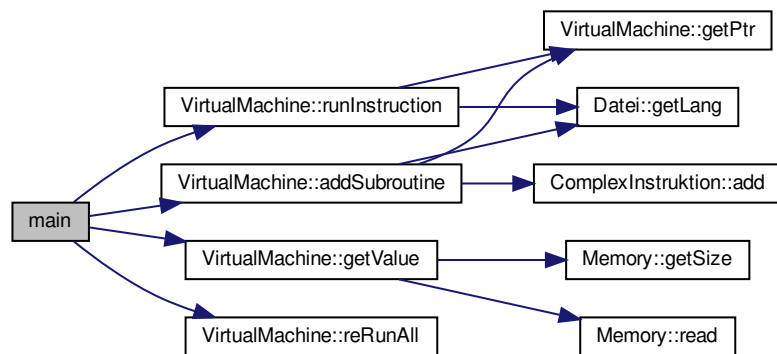 VirtualMachine::getPtr
VirtualMachine::runInstruction
Datei::getLang
VirtualMachine::addSubroutine
ComplexInstruktion::add
main
VirtualMachine::getValue
Memory::getSize
VirtualMachine::reRunAll
Memory::read